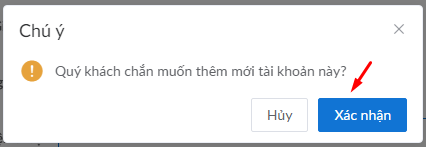 Chú ý
Quý khách chắn muốn thêm mới tài khoản này?
Hủy
Xác nhận